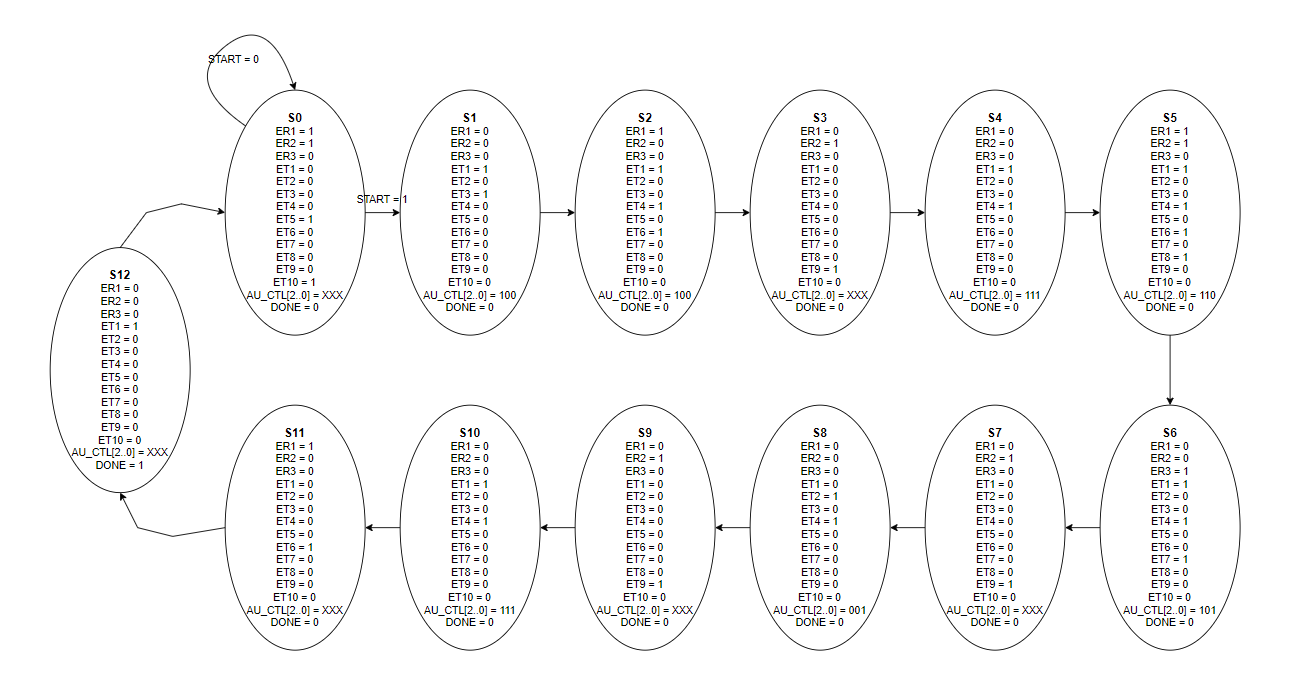 START = 0
S0
ER1 = 1
ER2 = 1
ER3 = 0
ET1 = 0
ET2 = 0
ET3 = 0
ET4 = 0
ET5 = 1
ET6 = 0
ET7 = 0
ET8 = 0
ET9 = 0
ET10 = 1
AU_CTL[2..0] = XXX
DONE = 0
START = 1
S1
ER1 = 0
ER2 = 0
ER3 = 0
ET1 = 1
ET2 = 0
ET3 = 1
ET4 = 0
ET5 = 0
ET6 = 0
ET7 = 0
ET8 = 0
ET9 = 0
ET10 = 0
AU_CTL[2..0] = 100
DONE = 0
S2
ER1 = 1
ER2 = 0
ER3 = 0
ET1 = 1
ET2 = 0
ET3 = 0
ET4 = 1
ET5 = 0
ET6 = 1
ET7 = 0
ET8 = 0
ET9 = 0
ET10 = 0
AU_CTL[2..0] = 100
DONE = 0
S3
ER1 = 0
ER2 = 1
ER3 = 0
ET1 = 0
ET2 = 0
ET3 = 0
ET4 = 0
ET5 = 0
ET6 = 0
ET7 = 0
ET8 = 0
ET9 = 1
ET10 = 0
AU_CTL[2..0] = XXX
DONE = 0
S4
ER1 = 0
ER2 = 0
ER3 = 0
ET1 = 1
ET2 = 0
ET3 = 0
ET4 = 1
ET5 = 0
ET6 = 0
ET7 = 0
ET8 = 0
ET9 = 0
ET10 = 0
AU_CTL[2..0] = 111
DONE = 0
S5
ER1 = 1
ER2 = 1
ER3 = 0
ET1 = 1
ET2 = 0
ET3 = 0
ET4 = 1
ET5 = 0
ET6 = 1
ET7 = 0
ET8 = 1
ET9 = 0
ET10 = 0
AU_CTL[2..0] = 110
DONE = 0
S12
ER1 = 0
ER2 = 0
ER3 = 0
ET1 = 1
ET2 = 0
ET3 = 0
ET4 = 0
ET5 = 0
ET6 = 0
ET7 = 0
ET8 = 0
ET9 = 0
ET10 = 0
AU_CTL[2..0] = XXX
DONE = 1
S11
ER1 = 1
ER2 = 0
ER3 = 0
ET1 = 0
ET2 = 0
ET3 = 0
ET4 = 0
ET5 = 0
ET6 = 1
ET7 = 0
ET8 = 0
ET9 = 0
ET10 = 0
AU_CTL[2..0] = XXX
DONE = 0
S10
ER1 = 0
ER2 = 0
ER3 = 0
ET1 = 1
ET2 = 0
ET3 = 0
ET4 = 1
ET5 = 0
ET6 = 0
ET7 = 0
ET8 = 0
ET9 = 0
ET10 = 0
AU_CTL[2..0] = 111
DONE = 0
S9
ER1 = 0
ER2 = 1
ER3 = 0
ET1 = 0
ET2 = 0
ET3 = 0
ET4 = 0
ET5 = 0
ET6 = 0
ET7 = 0
ET8 = 0
ET9 = 1
ET10 = 0
AU_CTL[2..0] = XXX
DONE = 0
S8
ER1 = 0
ER2 = 0
ER3 = 0
ET1 = 0
ET2 = 1
ET3 = 0
ET4 = 1
ET5 = 0
ET6 = 0
ET7 = 0
ET8 = 0
ET9 = 0
ET10 = 0
AU_CTL[2..0] = 001
DONE = 0
S7
ER1 = 0
ER2 = 1
ER3 = 0
ET1 = 0
ET2 = 0
ET3 = 0
ET4 = 0
ET5 = 0
ET6 = 0
ET7 = 0
ET8 = 0
ET9 = 1
ET10 = 0
AU_CTL[2..0] = XXX
DONE = 0
S6
ER1 = 0
ER2 = 0
ER3 = 1
ET1 = 1
ET2 = 0
ET3 = 0
ET4 = 1
ET5 = 0
ET6 = 0
ET7 = 1
ET8 = 0
ET9 = 0
ET10 = 0
AU_CTL[2..0] = 101
DONE = 0